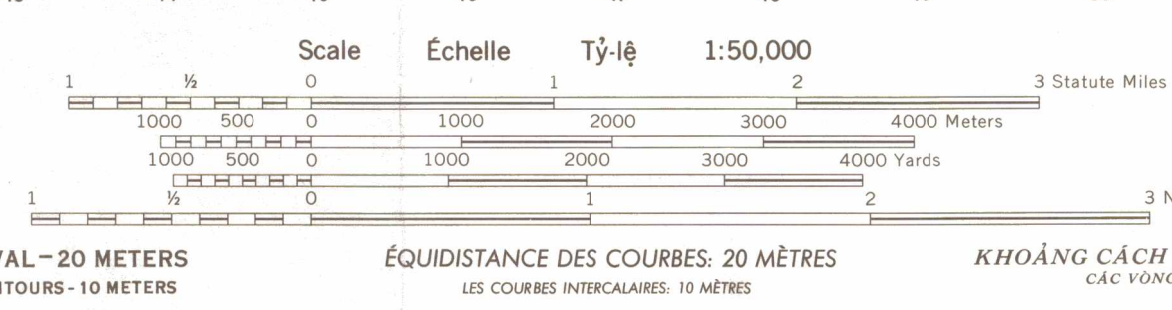 Scale Échelle Tỷ-lệ 1:50,000
1 ½ 0 1 2 3 Statute Miles
1000 500 0 1000 2000 3000 4000 Meters
1000 500 0 1000 2000 3000 4000 Yards
1 ½ 0 1 2 3 N
VAL-20 METERS ÉQUIDISTANCE DES COURBES: 20 MÈTRES KHOẢNG CÁCH
NTOURS-10 METERS LES COURBES INTERCALAIRES: 10 MÈTRES CÁC VÒNG